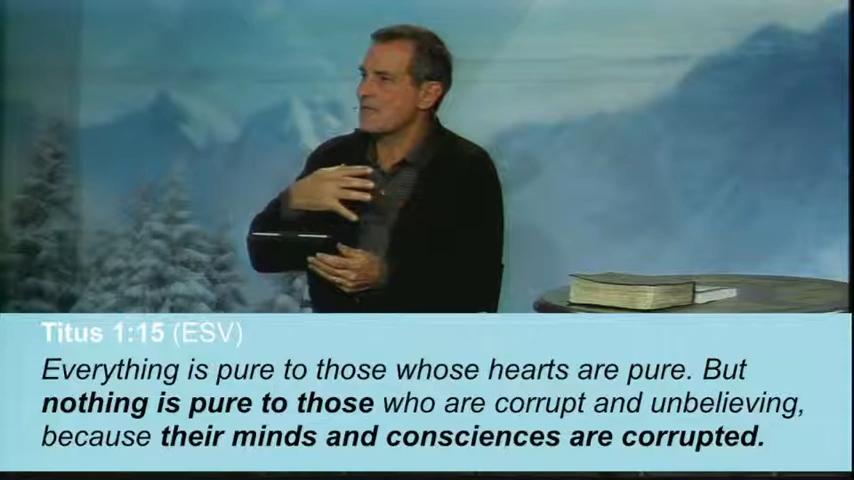 Titus 1:15 (ESV)
Everything is pure to those whose hearts are pure. But
nothing is pure to those who are corrupt and unbelieving,
because their minds and consciences are corrupted.